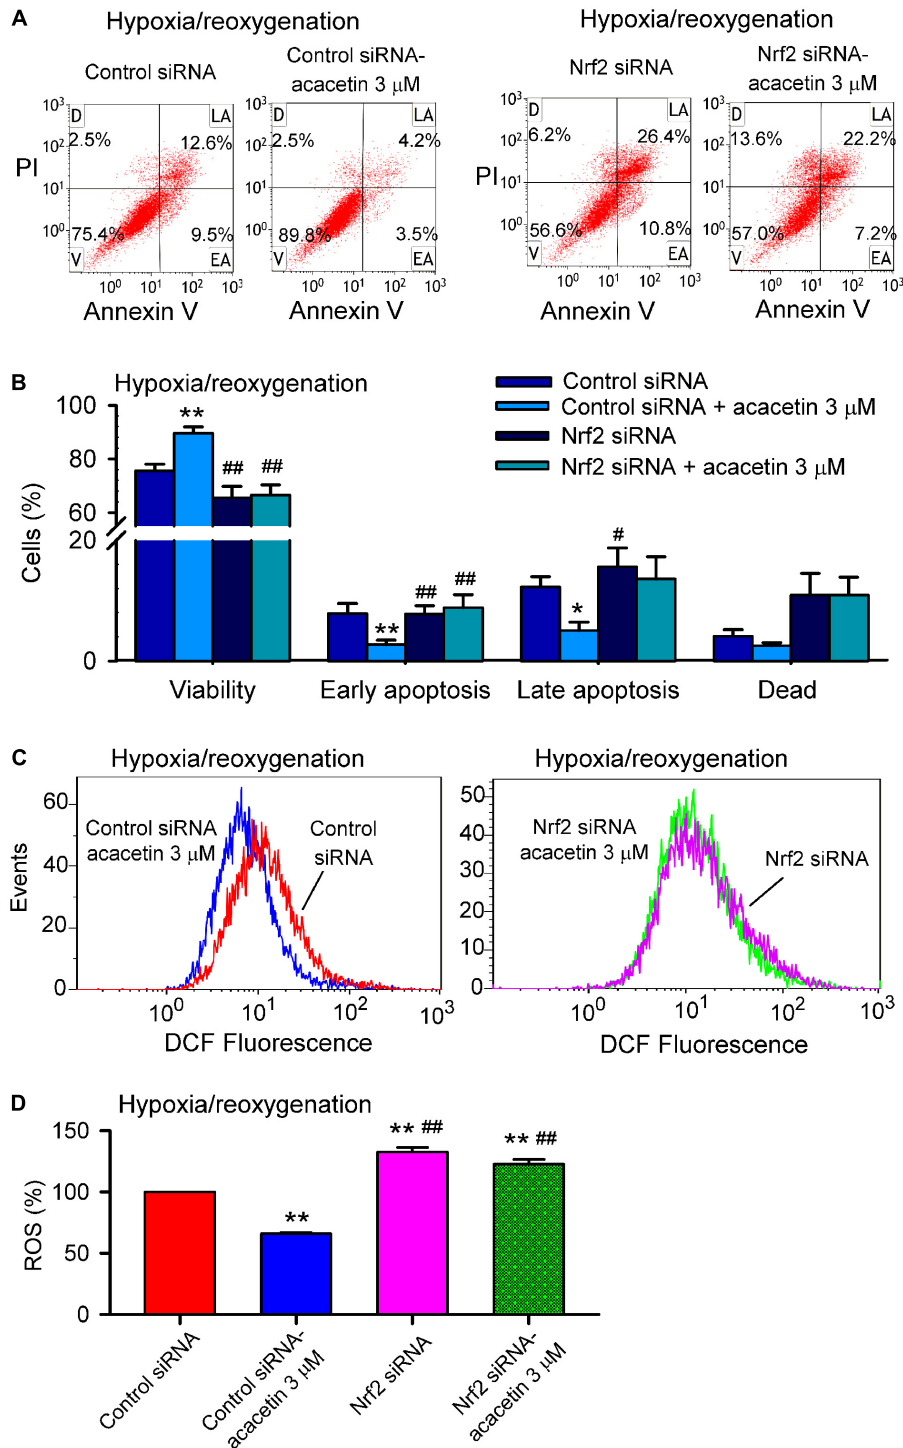 A
Hypoxia/reoxygenation
Hypoxia/reoxygenation
Control siRNA
Control siRNA-
acacetin 3 μM
Nrf2 siRNA
Nrf2 siRNA-
acacetin 3 μM
PI
10³
10²
10¹
10⁰
D
LA
2.5%
12.6%
75.4%
9.5%
V
EA
10⁰ 10¹ 10² 10³
Annexin V
10³
10²
10¹
10⁰
D
LA
2.5%
4.2%
89.8%
3.5%
V
EA
10⁰ 10¹ 10² 10³
Annexin V
PI
10³
10²
10¹
10⁰
D
LA
6.2%
26.4%
56.6%
10.8%
V
EA
10⁰ 10¹ 10² 10³
Annexin V
10³
10²
10¹
10⁰
D
LA
13.6%
22.2%
57.0%
7.2%
V
EA
10⁰ 10¹ 10² 10³
Annexin V
B
Hypoxia/reoxygenation
Control siRNA
Control siRNA + acacetin 3 μM
Nrf2 siRNA
Nrf2 siRNA + acacetin 3 μM
Cells (%)
100
80
60
20
0
**
##
##
**
##
##
*
#
Viability
Early apoptosis
Late apoptosis
Dead
C
Hypoxia/reoxygenation
Hypoxia/reoxygenation
Events
60
40
20
0
Control siRNA
acacetin 3 μM
Control
siRNA
10⁰ 10¹ 10² 10³
DCF Fluorescence
50
40
30
20
10
0
Nrf2 siRNA
acacetin 3 μM
Nrf2 siRNA
10⁰ 10¹ 10² 10³
DCF Fluorescence
D
Hypoxia/reoxygenation
ROS (%)
150
100
50
0
**
** ##
** ##
Control siRNA
Control siRNA-
acacetin 3 μM
Nrf2 siRNA
Nrf2 siRNA-
acacetin 3 μM